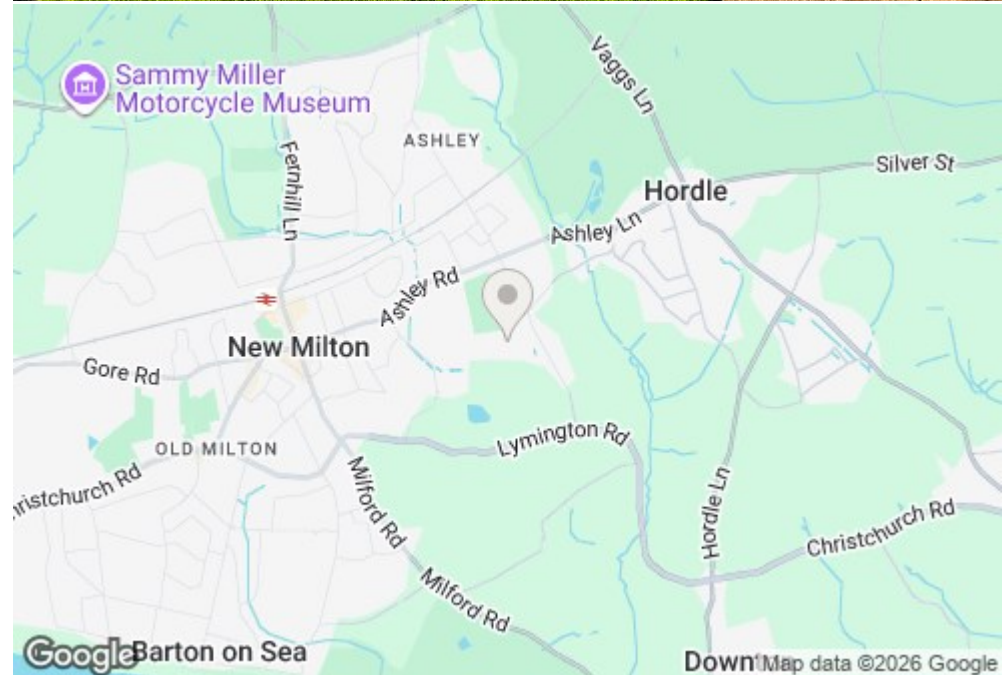 Sammy Miller
Motorcycle Museum
ASHLEY
Vaggs Ln
Fernhill Ln
Hordle
Silver St
Ashley Ln
Ashley Rd
New Milton
Gore Rd
OLD MILTON
Lymington Rd
Christchurch Rd
Milford Rd
Hordle Ln
Christchurch Rd
Milford Rd
Google
Barton on Sea
Map data ©2026 Google